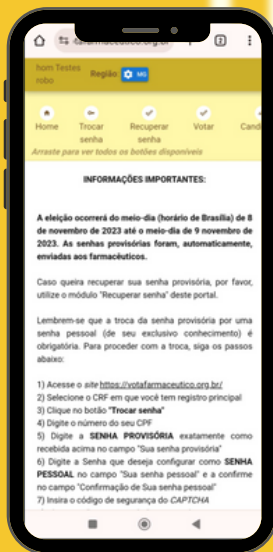 hom Testes
robo
Região:
MG
Home Trocar senha Recuperar senha Votar Candi
Arraste para ver todos os botões disponíveis
INFORMAÇÕES IMPORTANTES:
A eleição ocorrerá do meio-dia (horário de Brasília) de 8
de novembro de 2023 até o meio-dia de 9 novembro de
2023. As senhas provisórias foram, automaticamente,
enviadas aos farmacêuticos.
Caso queira recuperar sua senha provisória, por favor,
utilize o módulo "Recuperar senha" deste portal.
Lembrem-se que a troca da senha provisória por uma
senha pessoal (de seu exclusivo conhecimento) é
obrigatória. Para proceder com a troca, siga os passos
abaixo:
1) Acesse o site https://votafarmaceutico.org.br/
2) Selecione o CRF em que você tem registro principal
3) Clique no botão "Trocar senha"
4) Digite o número do seu CPF
5) Digite a SENHA PROVISÓRIA exatamente como
recebida acima no campo "Sua senha provisória"
6) Digite a Senha que deseja configurar como SENHA
PESSOAL no campo "Sua senha pessoal" e a confirme
no campo "Confirmação de Sua senha pessoal"
7) Insira o código de segurança do CAPTCHA